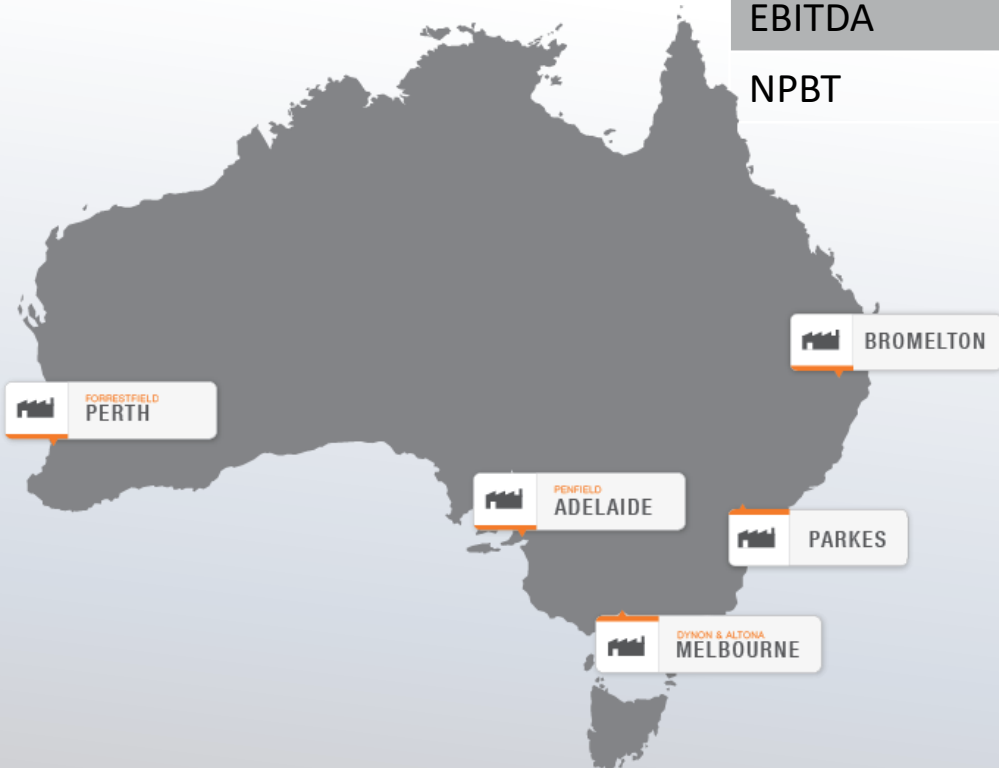 EBITDA
NPBT
BROMELTON
FORRESTFIELD
PERTH
PENFIELD
ADELAIDE
PARKES
DYNON & ALTONA
MELBOURNE